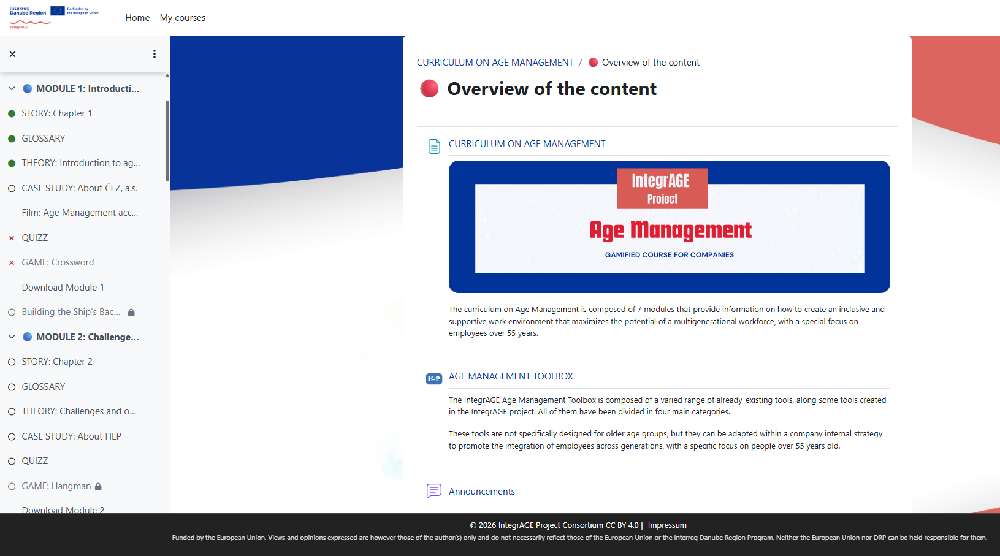 Interreg
Danube Region
Co-funded by
the European Union
IntegrAGE
Home
My courses
MODULE 1: Introducti...
STORY: Chapter 1
GLOSSARY
THEORY: Introduction to ag...
CASE STUDY: About ČEZ, a.s.
Film: Age Management acc...
QUIZZ
GAME: Crossword
Download Module 1
Building the Ship’s Bac...
MODULE 2: Challenge...
STORY: Chapter 2
GLOSSARY
THEORY: Challenges and o...
CASE STUDY: About HEP
QUIZZ
GAME: Hangman
Download Module 2
CURRICULUM ON AGE MANAGEMENT / Overview of the content
Overview of the content
CURRICULUM ON AGE MANAGEMENT
IntegrAGE
Project
Age Management
GAMIFIED COURSE FOR COMPANIES
The curriculum on Age Management is composed of 7 modules that provide information on how to create an inclusive and
supportive work environment that maximizes the potential of a multigenerational workforce, with a special focus on
employees over 55 years.
H-P
AGE MANAGEMENT TOOLBOX
The IntegrAGE Age Management Toolbox is composed of a varied range of already-existing tools, along some tools created
in the IntegrAGE project. All of them have been divided in four main categories.
These tools are not specifically designed for older age groups, but they can be adapted within a company internal strategy
to promote the integration of employees across generations, with a specific focus on people over 55 years old.
Announcements
© 2026 IntegrAGE Project Consortium CC BY 4.0 | Impressum
Funded by the European Union. Views and opinions expressed are however those of the author(s) only and do not necessarily reflect those of the European Union or the Interreg Danube Region Program. Neither the European Union nor DRP can be held responsible for them.